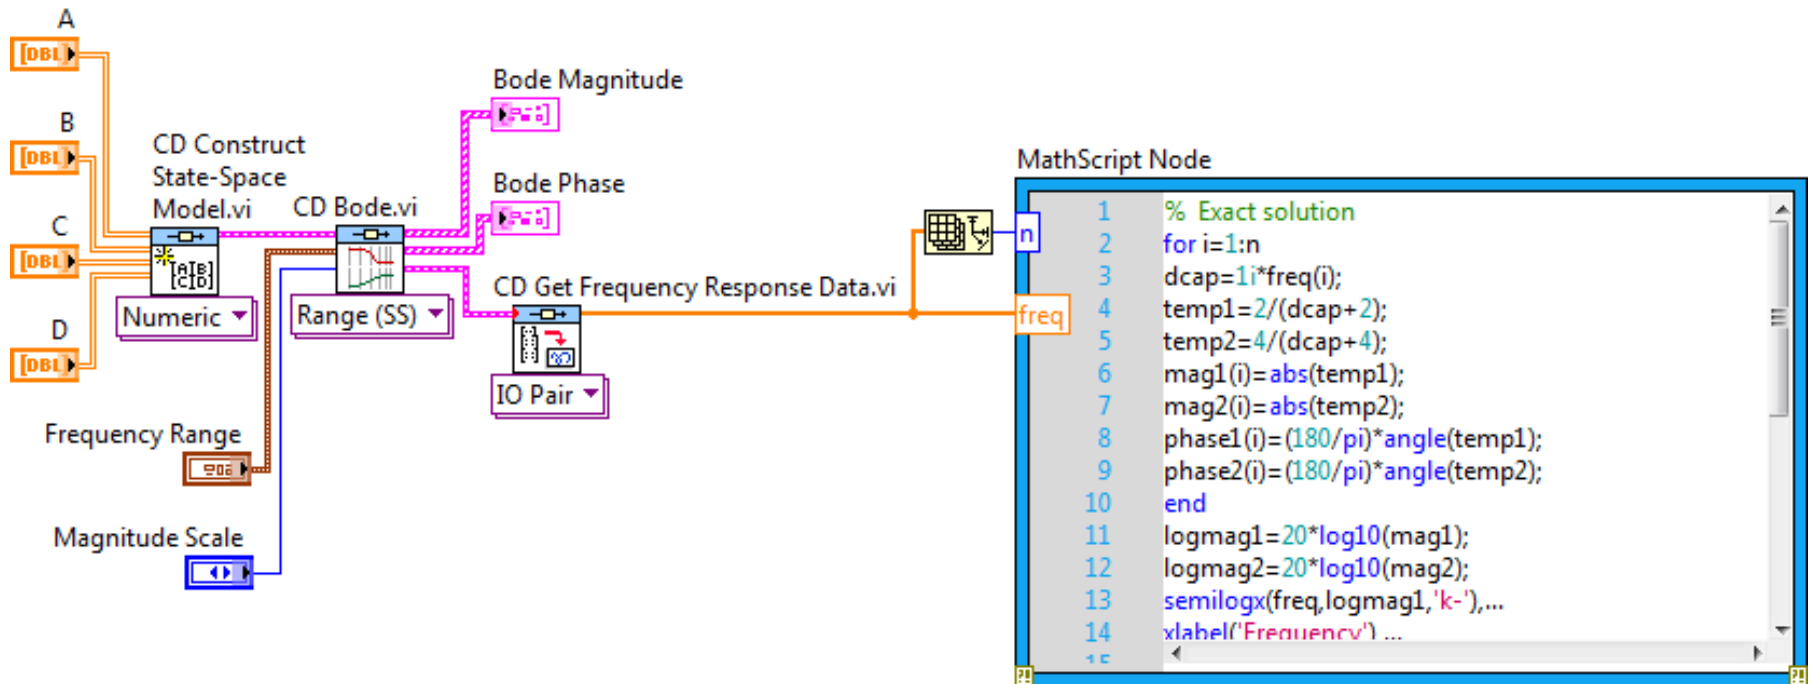 A
[DBL]
B
[DBL]
C
[DBL]
D
[DBL]
CD Construct
State-Space
Model.vi
Numeric
CD Bode.vi
Range (SS)
Frequency Range
Magnitude Scale
Bode Magnitude
Bode Phase
CD Get Frequency Response Data.vi
IO Pair
MathScript Node
n
freq
1 % Exact solution
2 for i=1:n
3 dcap=1i*freq(i);
4 temp1=2/(dcap+2);
5 temp2=4/(dcap+4);
6 mag1(i)=abs(temp1);
7 mag2(i)=abs(temp2);
8 phase1(i)=(180/pi)*angle(temp1);
9 phase2(i)=(180/pi)*angle(temp2);
10 end
11 logmag1=20*log10(mag1);
12 logmag2=20*log10(mag2);
13 semilogx(freq,logmag1,'k-'),...
14 xlabel('Frequency') ...
15